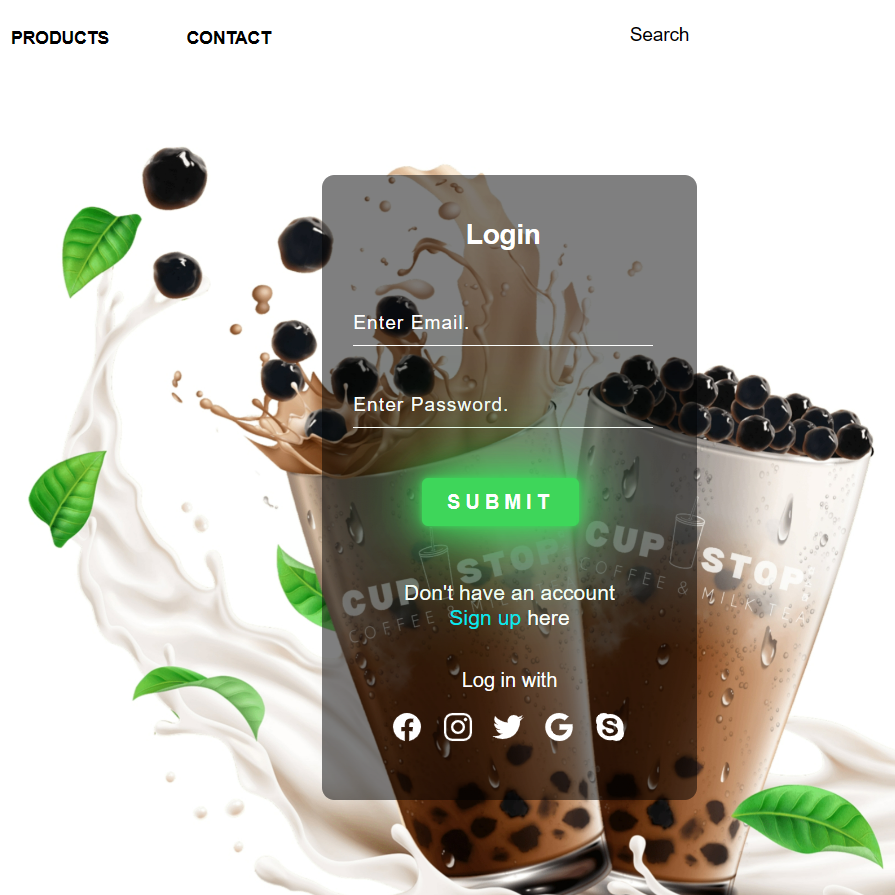 PRODUCTS CONTACT Search
Login
Enter Email.
Enter Password.
SUBMIT
CUP STOP
COFFEE & MILK TEA
CUP STOP
COFFEE & MILK
Don't have an account
Sign up here
Log in with